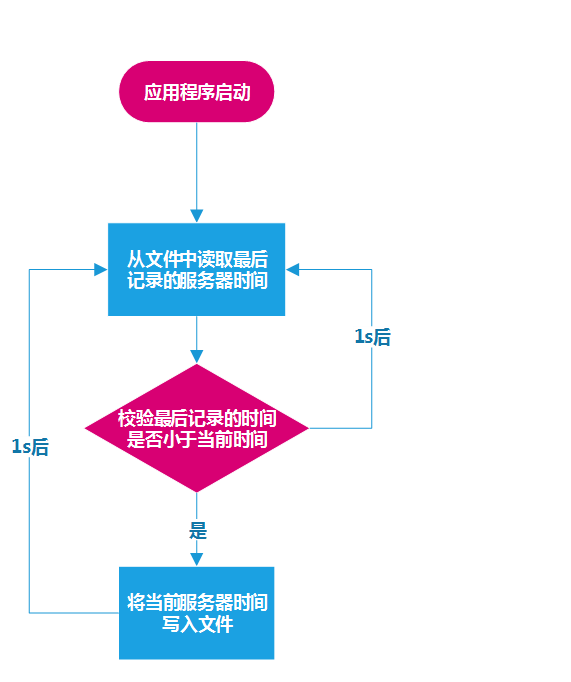 应用程序启动
从文件中读取最后
记录的服务器时间
1s后
校验最后记录的时间
是否小于当前时间
1s后
是
将当前服务器时间
写入文件